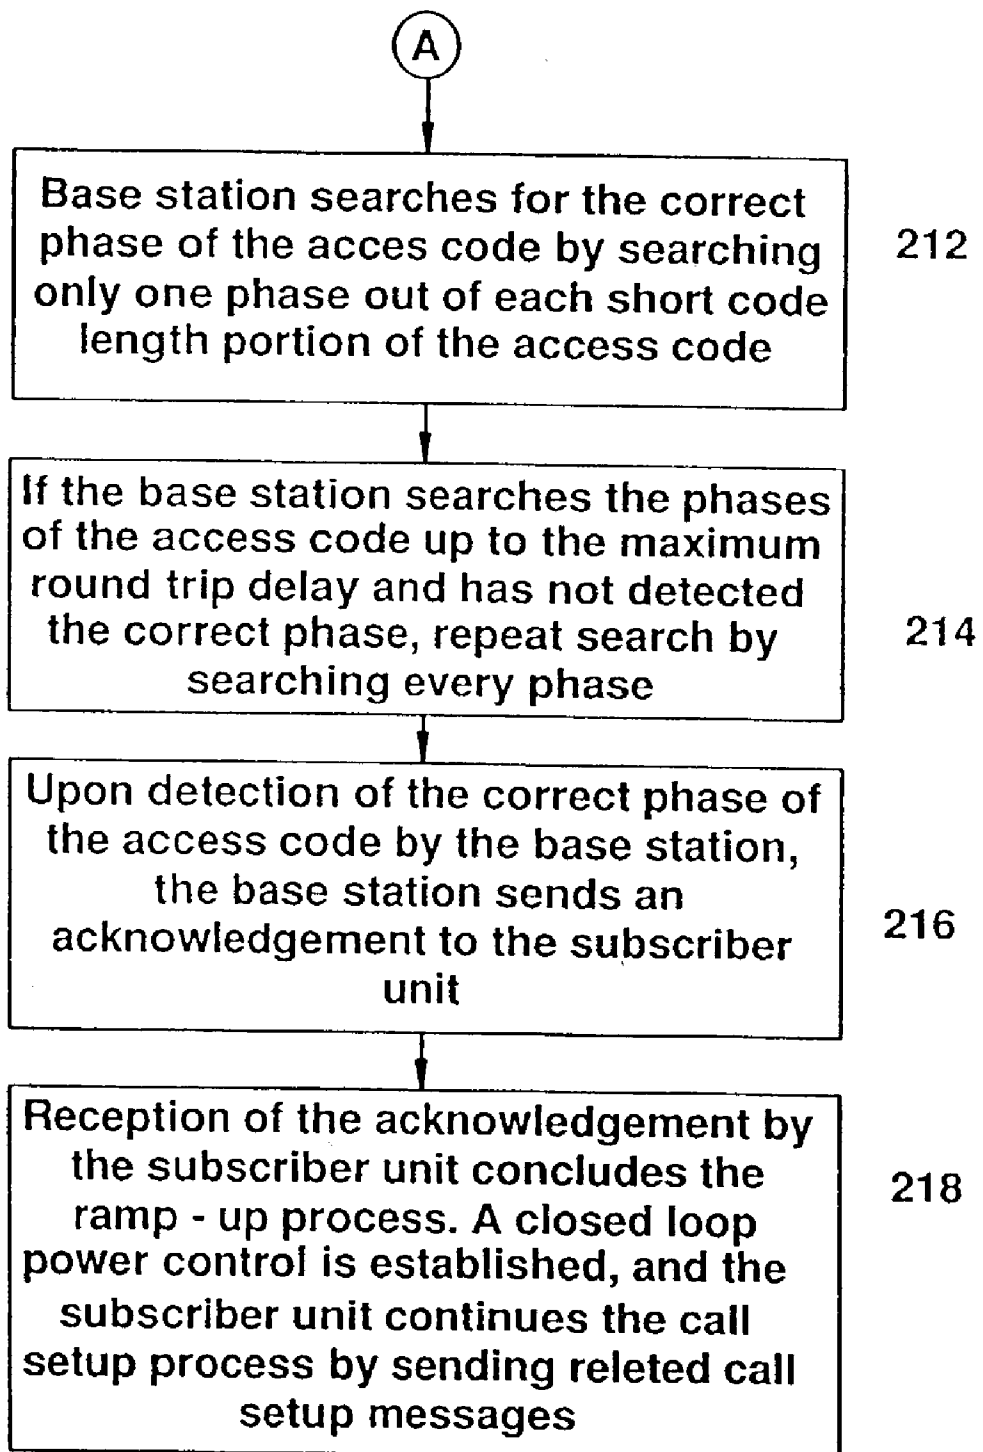 A
Base station searches for the correct
phase of the acces code by searching
only one phase out of each short code
length portion of the access code
212
If the base station searches the phases
of the access code up to the maximum
round trip delay and has not detected
the correct phase, repeat search by
searching every phase
214
Upon detection of the correct phase of
the access code by the base station,
the base station sends an
acknowledgement to the subscriber
unit
216
Reception of the acknowledgement by
the subscriber unit concludes the
ramp - up process. A closed loop
power control is established, and the
subscriber unit continues the call
setup process by sending releted call
setup messages
218